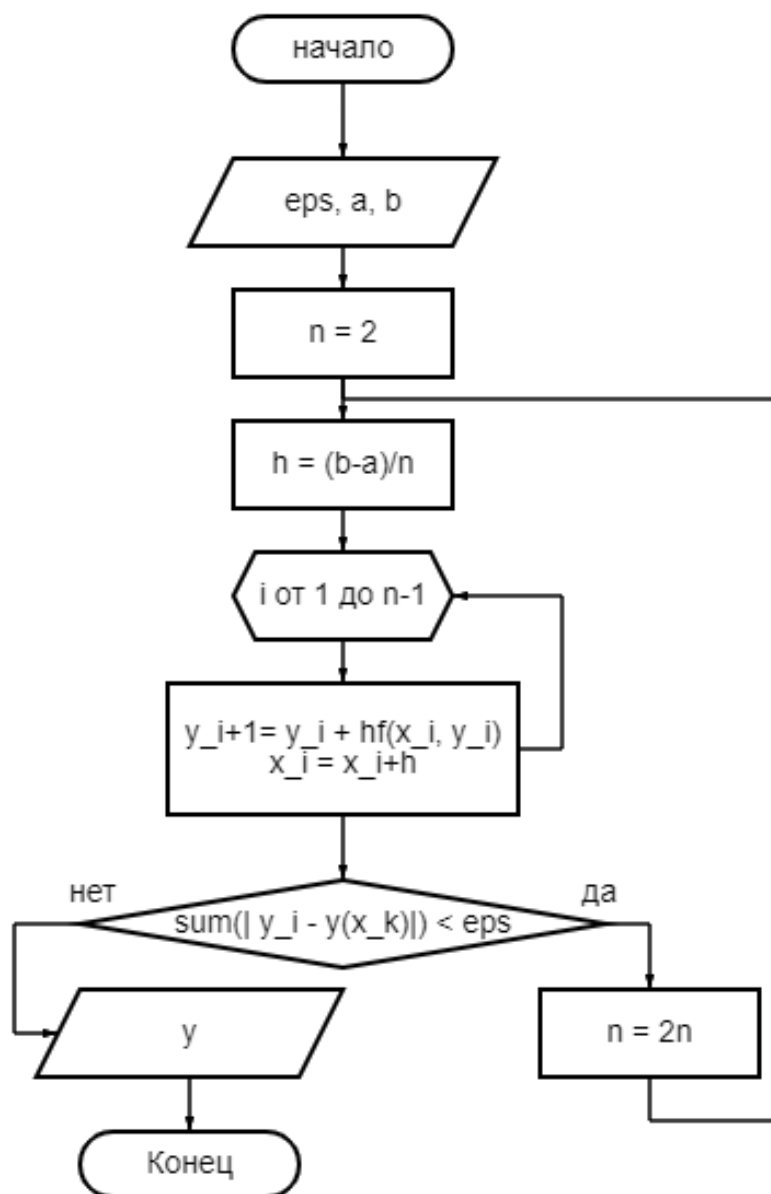 начало
eps, a, b
n = 2
h = (b-a)/n
i от 1 до n-1
y_i+1= y_i + hf(x_i, y_i)
x_i = x_i+h
нет
да
sum(| y_i - y(x_k)|) < eps
y
n = 2n
Конец